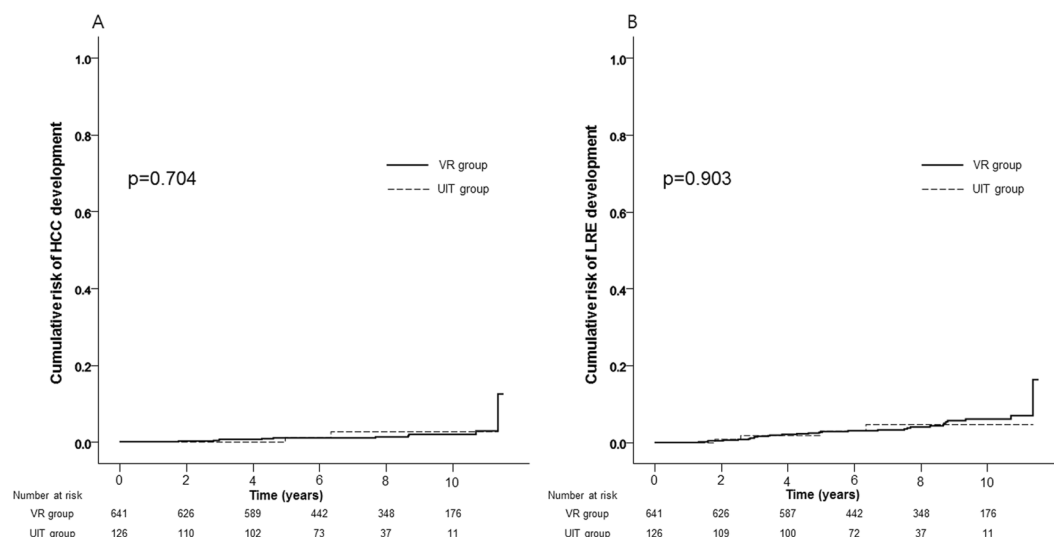 A
Cumulative risk of HCC development
1.0
0.8
0.6
0.4
0.2
0.0
p=0.704
VR group
UIT group
0 2 4 6 8 10
Time (years)
Number at risk
VR group 641 626 589 442 348 176
UIT group 126 110 102 73 37 11
B
Cumulative risk of LRE development
1.0
0.8
0.6
0.4
0.2
0.0
p=0.903
VR group
UIT group
0 2 4 6 8 10
Time (years)
Number at risk
VR group 641 626 587 442 348 176
UIT group 126 109 100 72 37 11